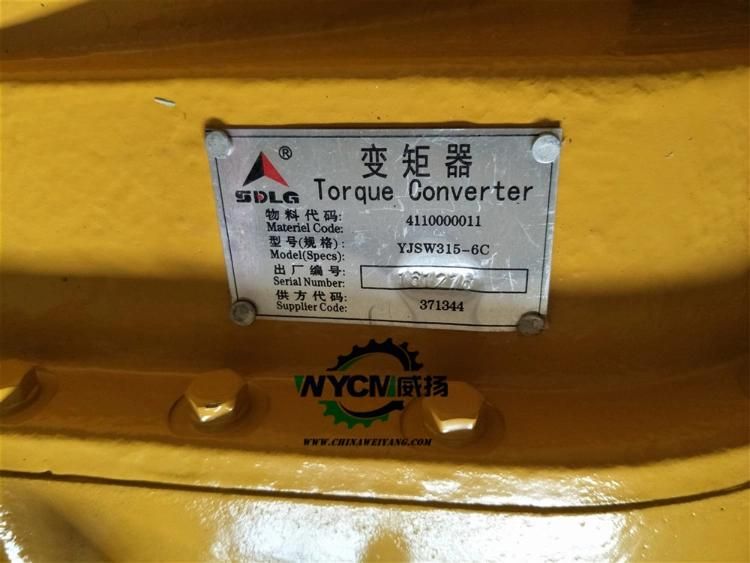 变矩器
®
SDLG
Torque Converter
物料代码:
Materiel Code:
4110000011
型号(规格):
Model(Specs):
YJSW315-6C
出厂编号:
Serial Number:
161276
供方代码:
Supplier Code:
371344
WYCM威扬
WWW.CHINAWEIYANG.COM